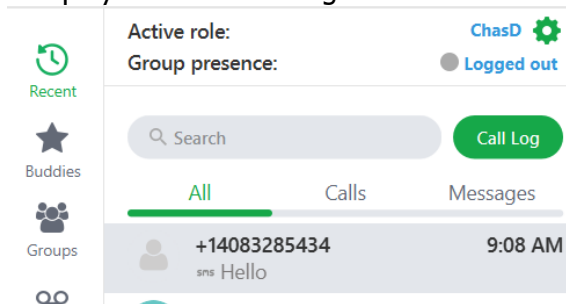 Active role:
ChasD
Group presence:
Logged out
Recent
Search
Call Log
Buddies
All
Calls
Messages
Groups
+14083285434
9:08 AM
sms Hello